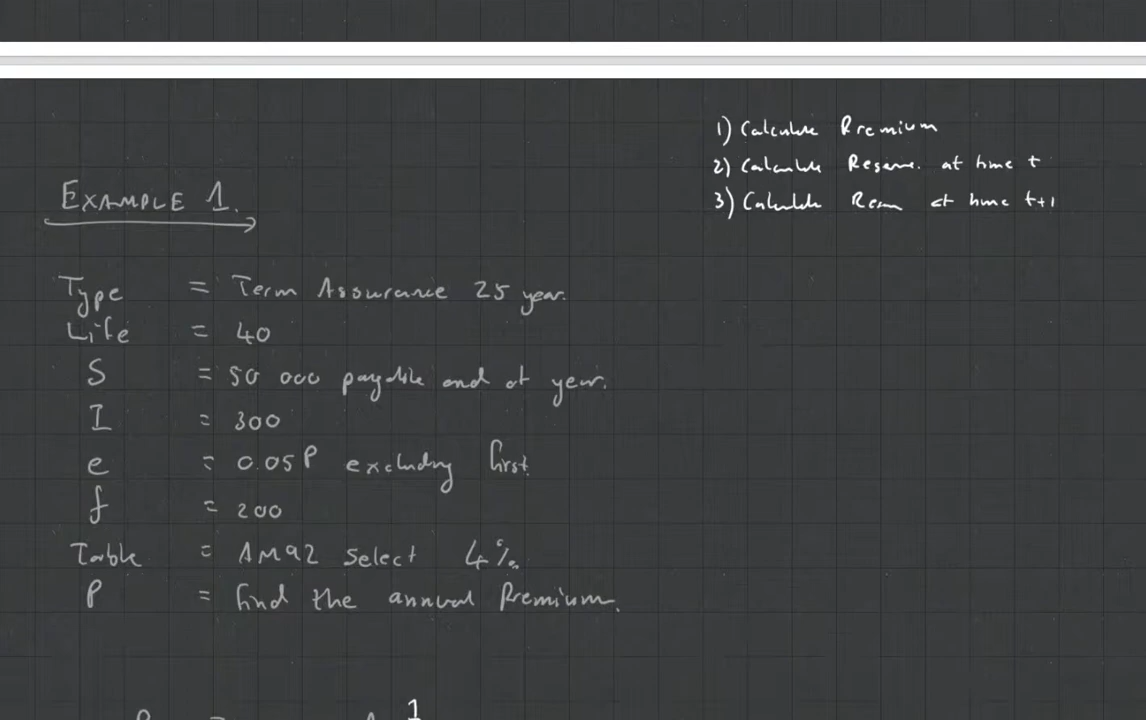 1) Calculate Premium
2) Calculate Reserve. at time t
3) Calculate at time t+1
EXAMPLE 1.
Type = Term Assurance 25 year.
Life = 40
S = 50 000 payable end of year.
I = 300
e = 0.05P excluding first.
f = 200
Table = AM92 Select 4%.
P = find the annual Premium.
1